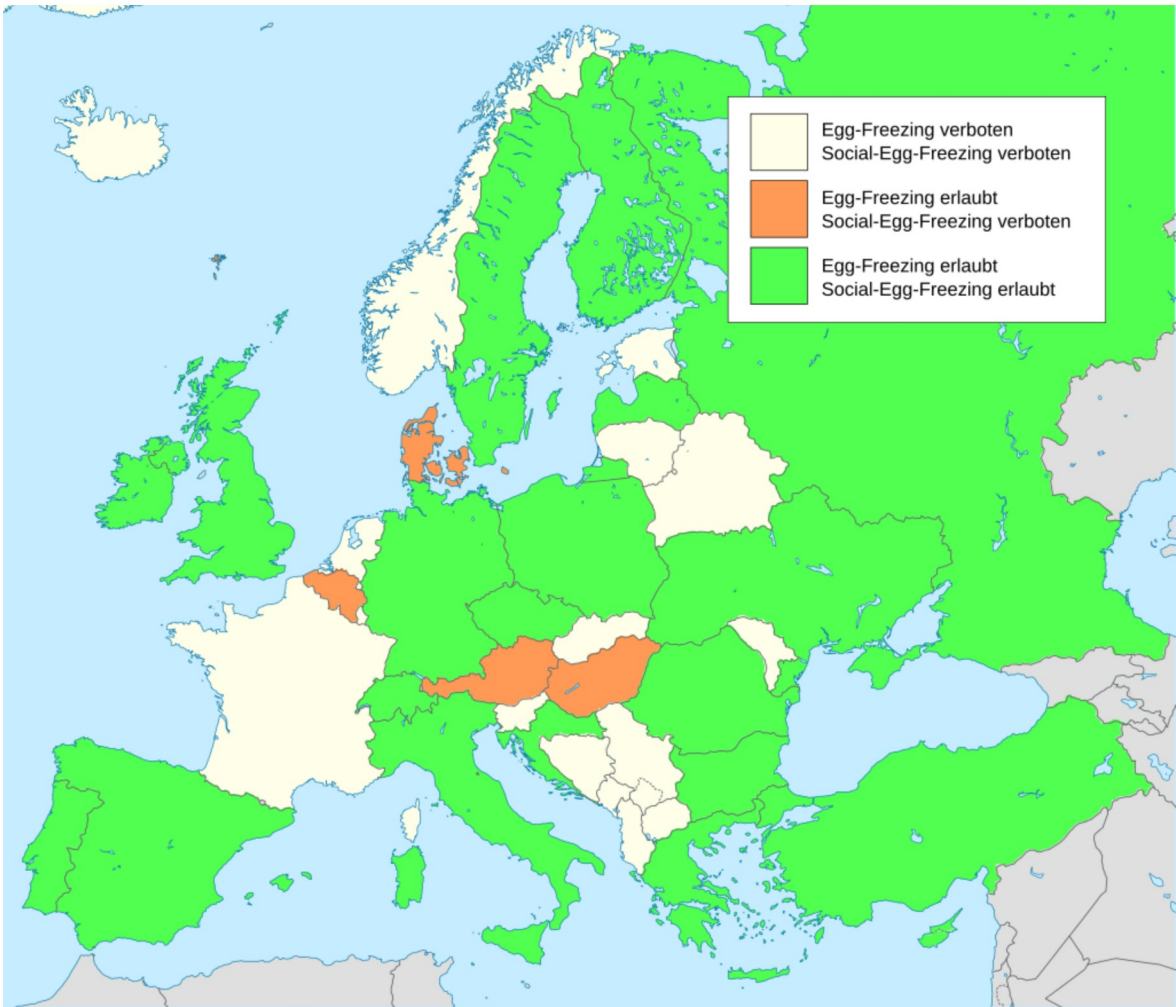 Egg-Freezing verboten
Social-Egg-Freezing verboten
Egg-Freezing erlaubt
Social-Egg-Freezing verboten
Egg-Freezing erlaubt
Social-Egg-Freezing erlaubt